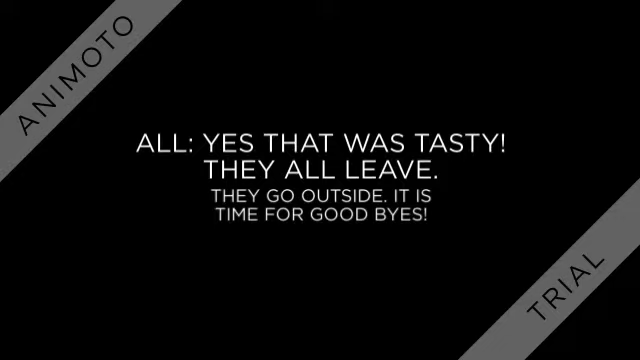 ANIMOTO
ALL: YES THAT WAS TASTY!
THEY ALL LEAVE.
THEY GO OUTSIDE. IT IS
TIME FOR GOOD BYES!
TRIAL